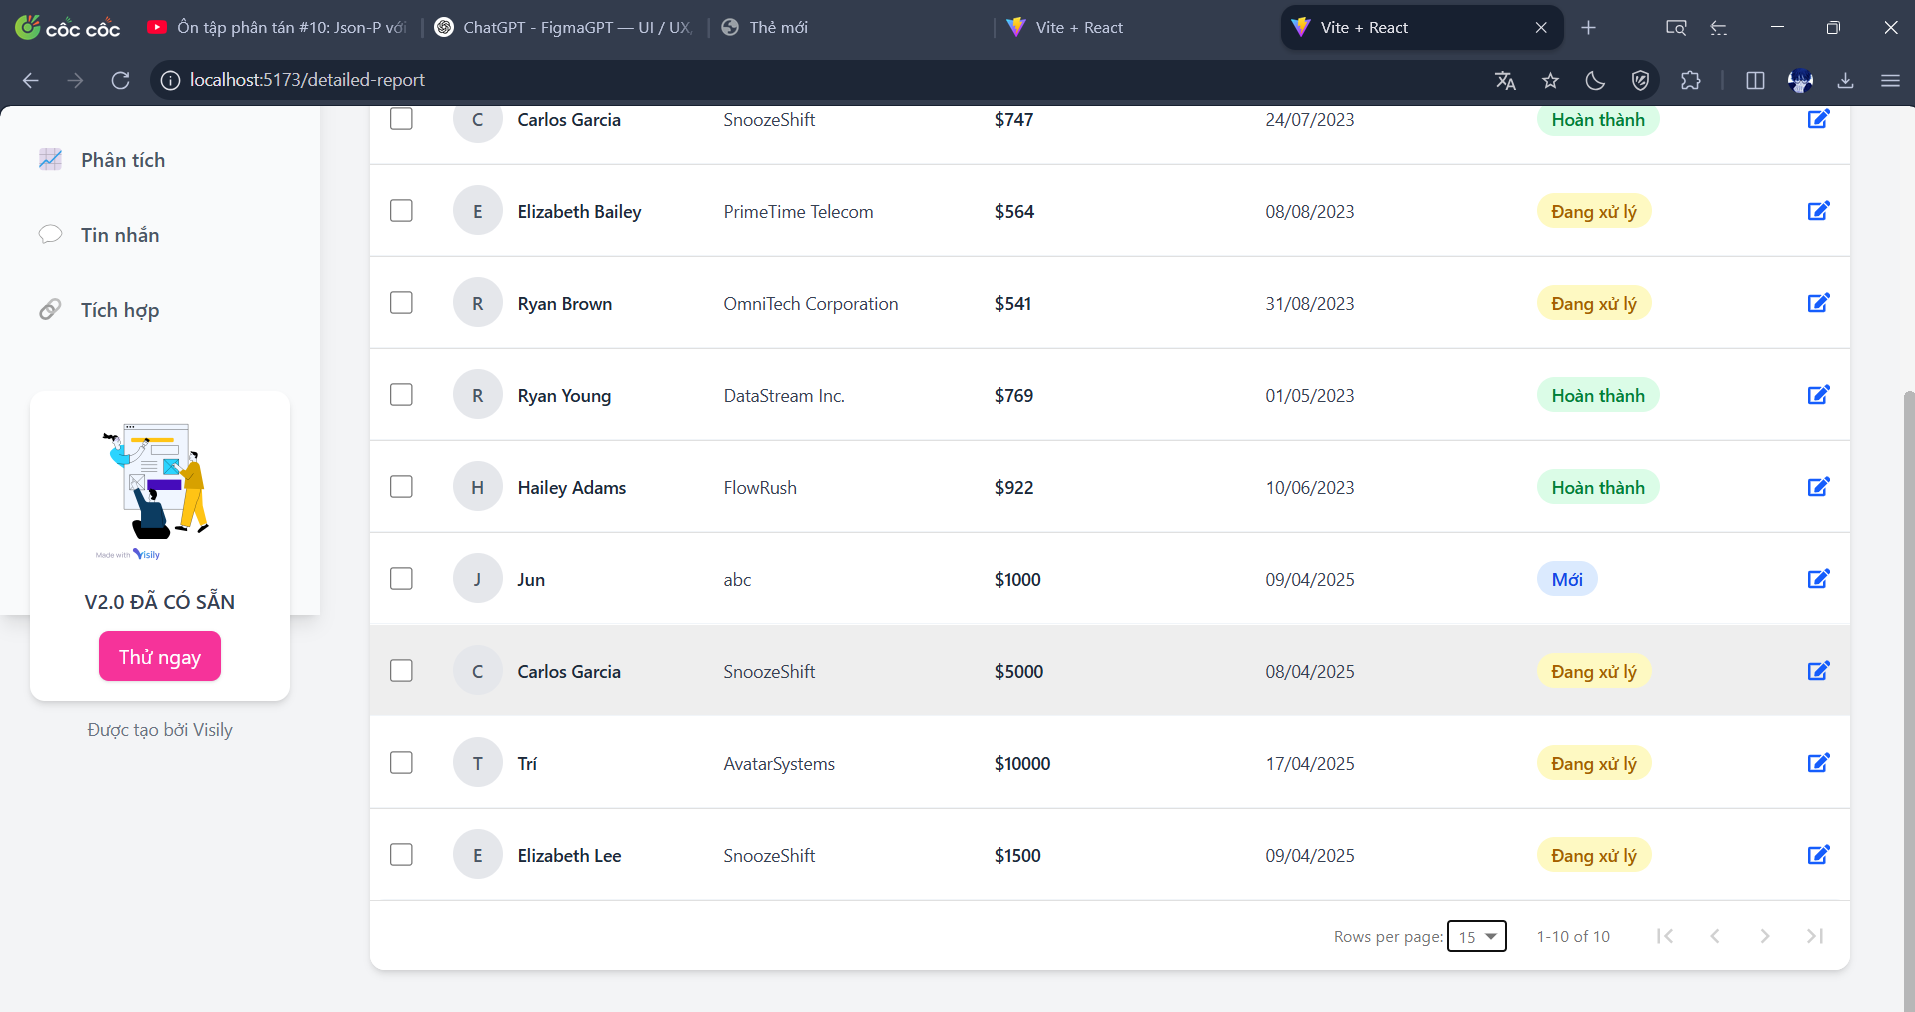 cốc cốc
Ôn tập phân tán #10: Json-P với
ChatGPT - FigmaGPT — UI / UX,
Thẻ mới
Vite + React
Vite + React
localhost:5173/detailed-report
Phân tích
Tin nhắn
Tích hợp
Made with Visily
V2.0 ĐÃ CÓ SẴN
Thử ngay
Được tạo bởi Visily
C Carlos Garcia SnoozeShift $747 24/07/2023 Hoàn thành
E Elizabeth Bailey PrimeTime Telecom $564 08/08/2023 Đang xử lý
R Ryan Brown OmniTech Corporation $541 31/08/2023 Đang xử lý
R Ryan Young DataStream Inc. $769 01/05/2023 Hoàn thành
H Hailey Adams FlowRush $922 10/06/2023 Hoàn thành
J Jun abc $1000 09/04/2025 Mới
C Carlos Garcia SnoozeShift $5000 08/04/2025 Đang xử lý
T Trí AvatarSystems $10000 17/04/2025 Đang xử lý
E Elizabeth Lee SnoozeShift $1500 09/04/2025 Đang xử lý
Rows per page: 15 1-10 of 10